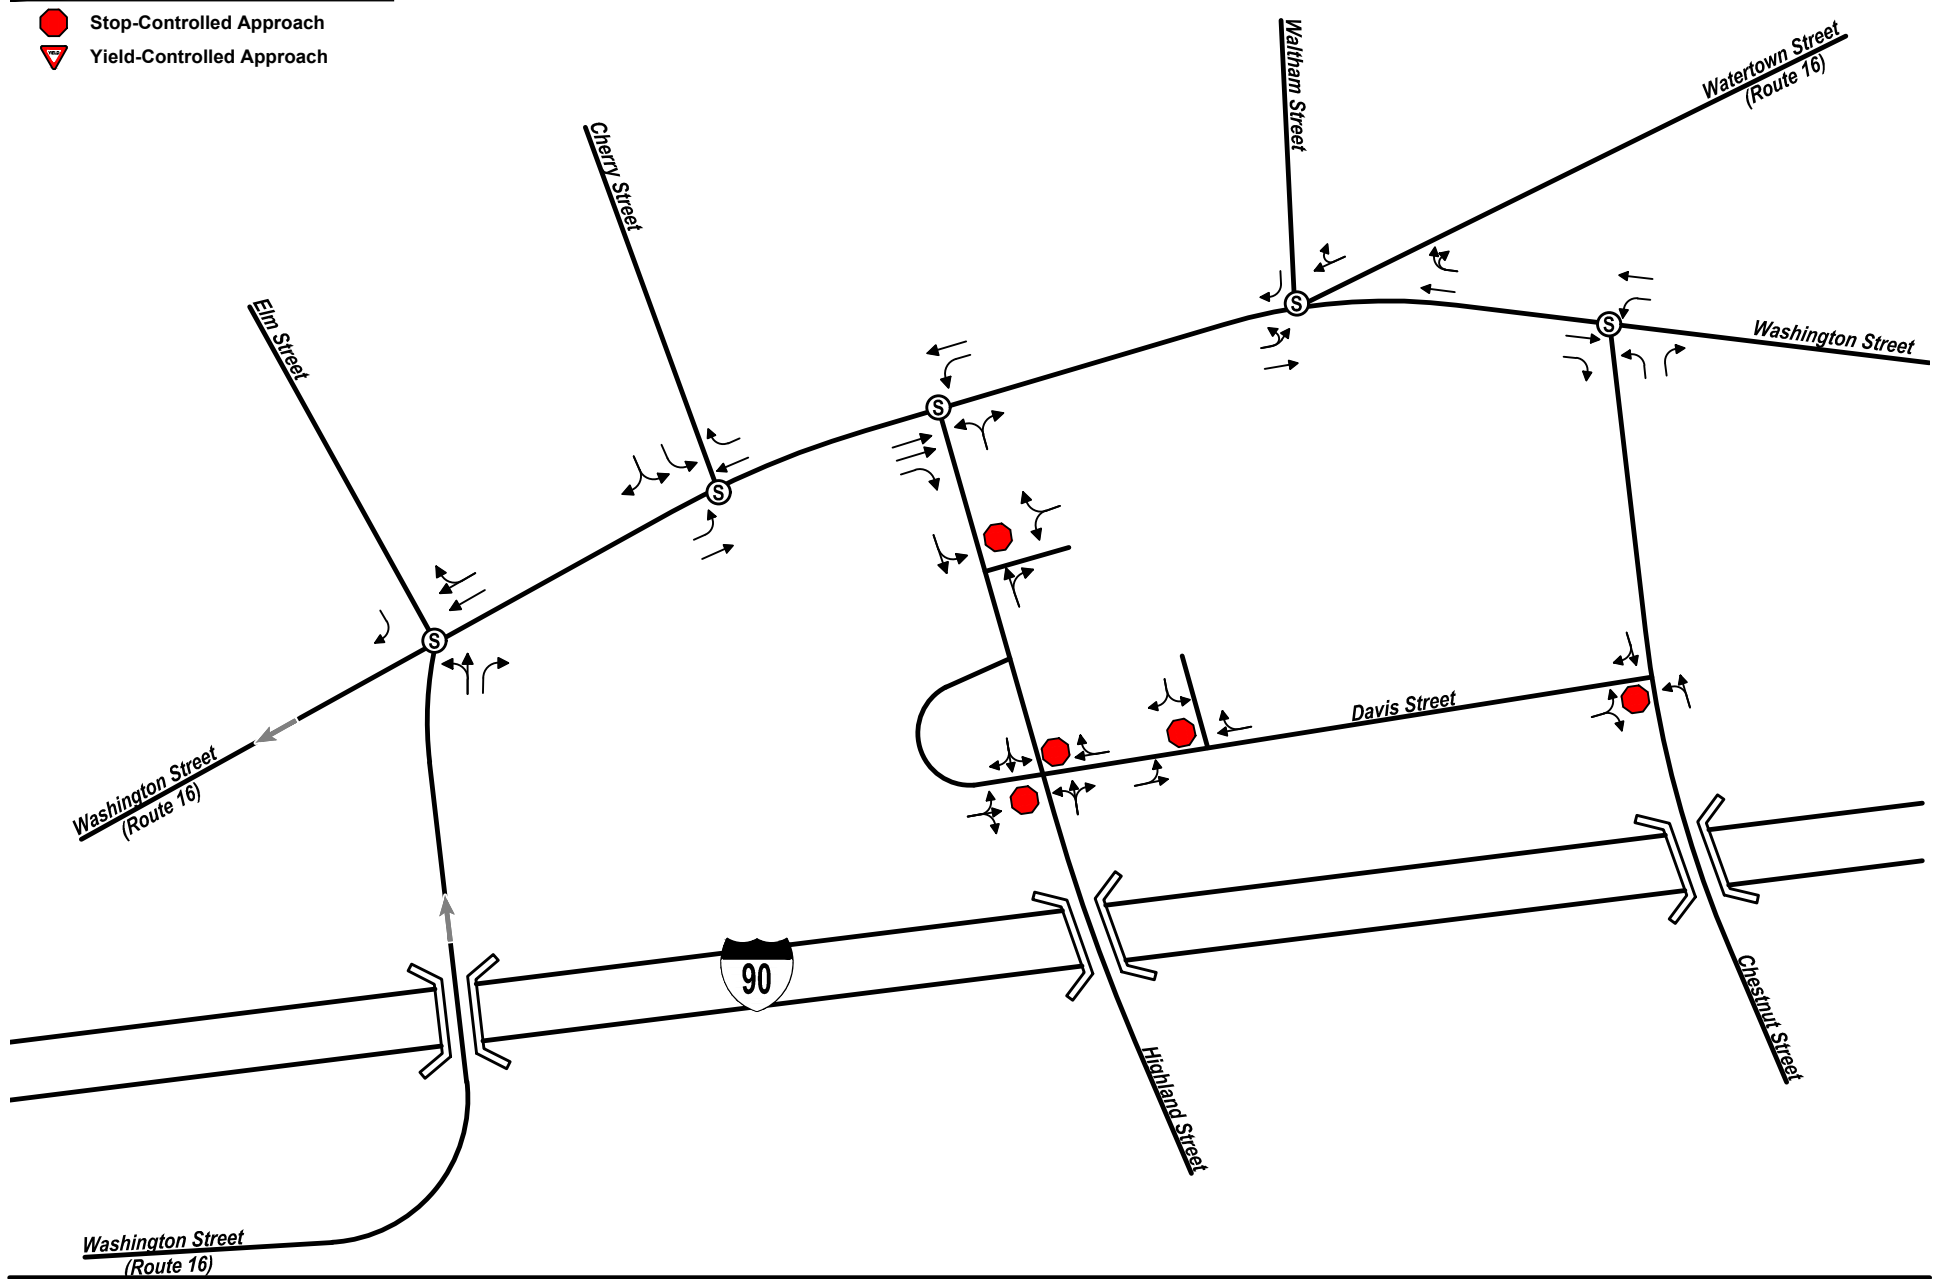 Stop-Controlled Approach
YIELD
Yield-Controlled Approach
Waltham Street
Watertown Street
(Route 16)
Cherry Street
Elm Street
S
S
S
S
S
Washington Street
Davis Street
Washington Street
(Route 16)
90
Chestnut Street
Highland Street
Washington Street
(Route 16)